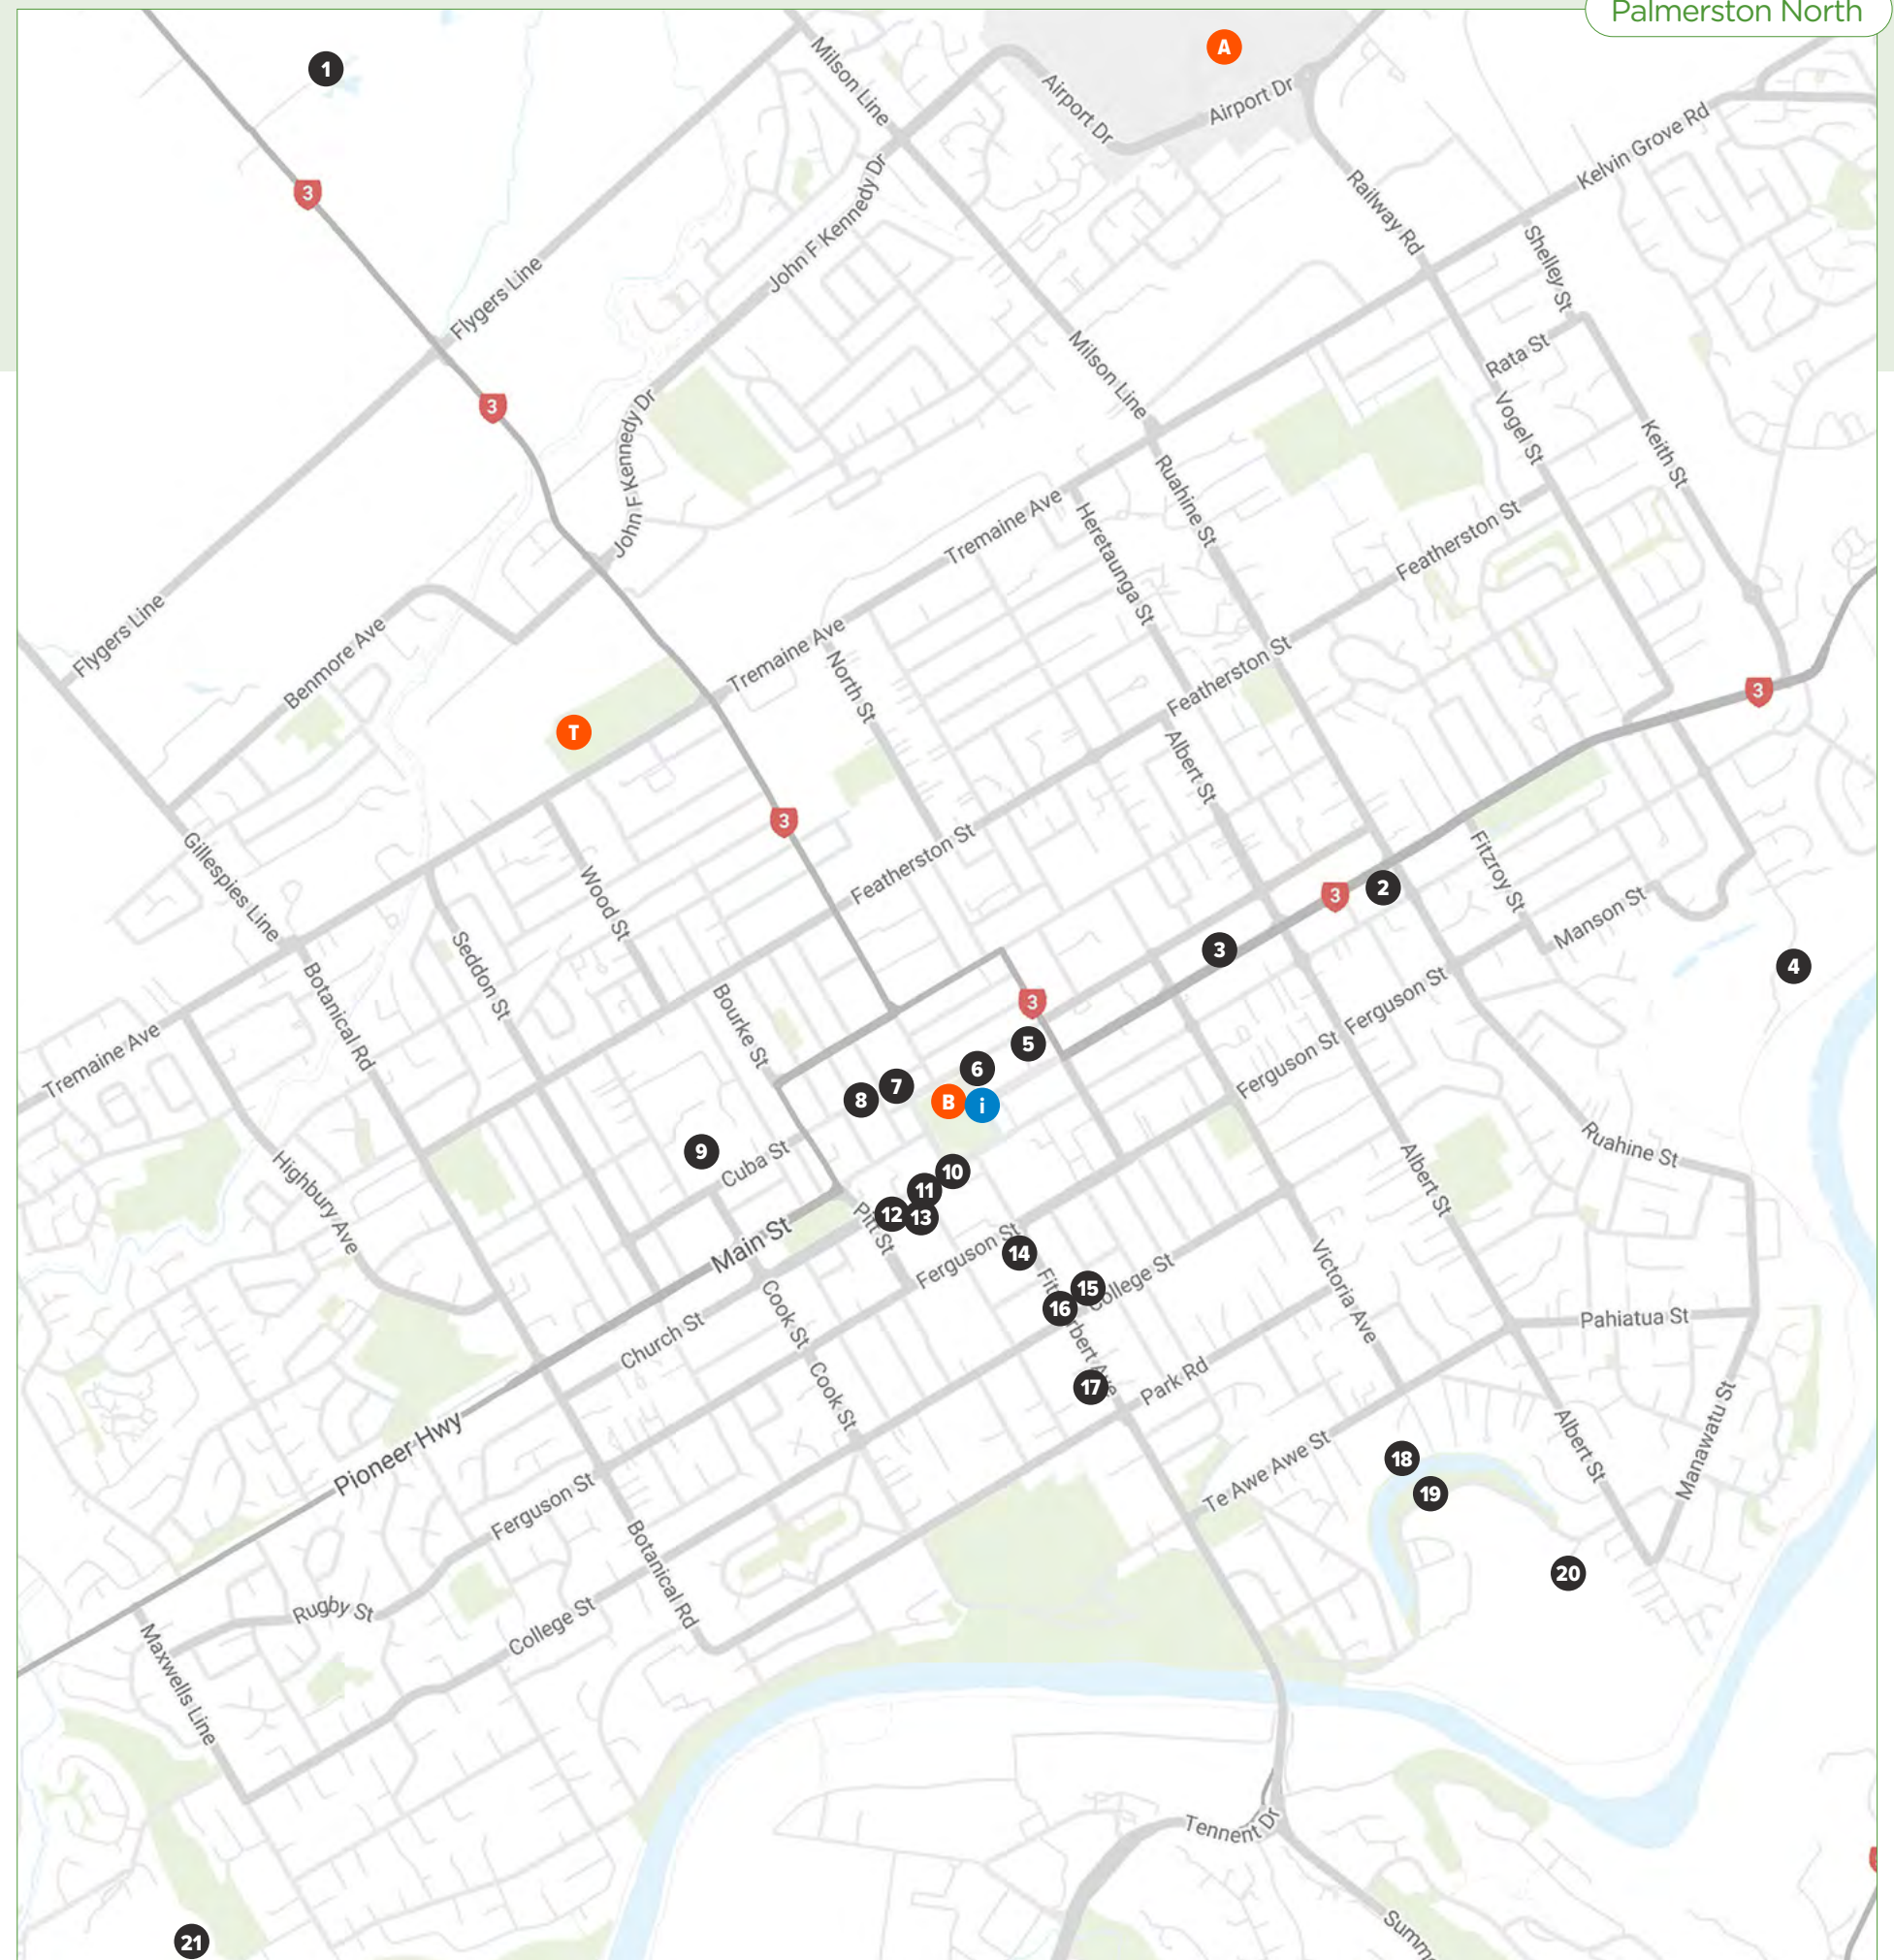 Palmerston North
A
1
Milson Line
Airport Dr
Airport Dr
Kelvin Grove Rd
3
John F Kennedy Dr
Railway Rd
Shelley St
Flygers Line
Milson Line
Rata St
3
John F Kennedy Dr
Vogel St
Keith St
Ruahine St
Tremaine Ave
Heretaunga St
Featherston St
Flygers Line
Benmore Ave
Tremaine Ave
North St
Featherston St
3
T
Albert St
3
Gillespies Line
Wood St
Featherston St
Fitzroy St
2
3
Manson St
Seddon St
3
4
Botanical Rd
Bourke St
3
Ferguson St
Tremaine Ave
5
Ferguson St
6
7
8
B
i
Highbury Ave
9
Cuba St
10
Albert St
Ruahine St
11
12
13
Pitt St
Main St
Ferguson St
14
Victoria Ave
15
College St
16
Cook St
Church St
Pahiatua St
Cook St
17
Park Rd
Pioneer Hwy
Albert St
Manawatu St
18
Te Awe Awe St
19
Ferguson St
Botanical Rd
20
Rugby St
College St
Maxwells Line
Tennent Dr
21